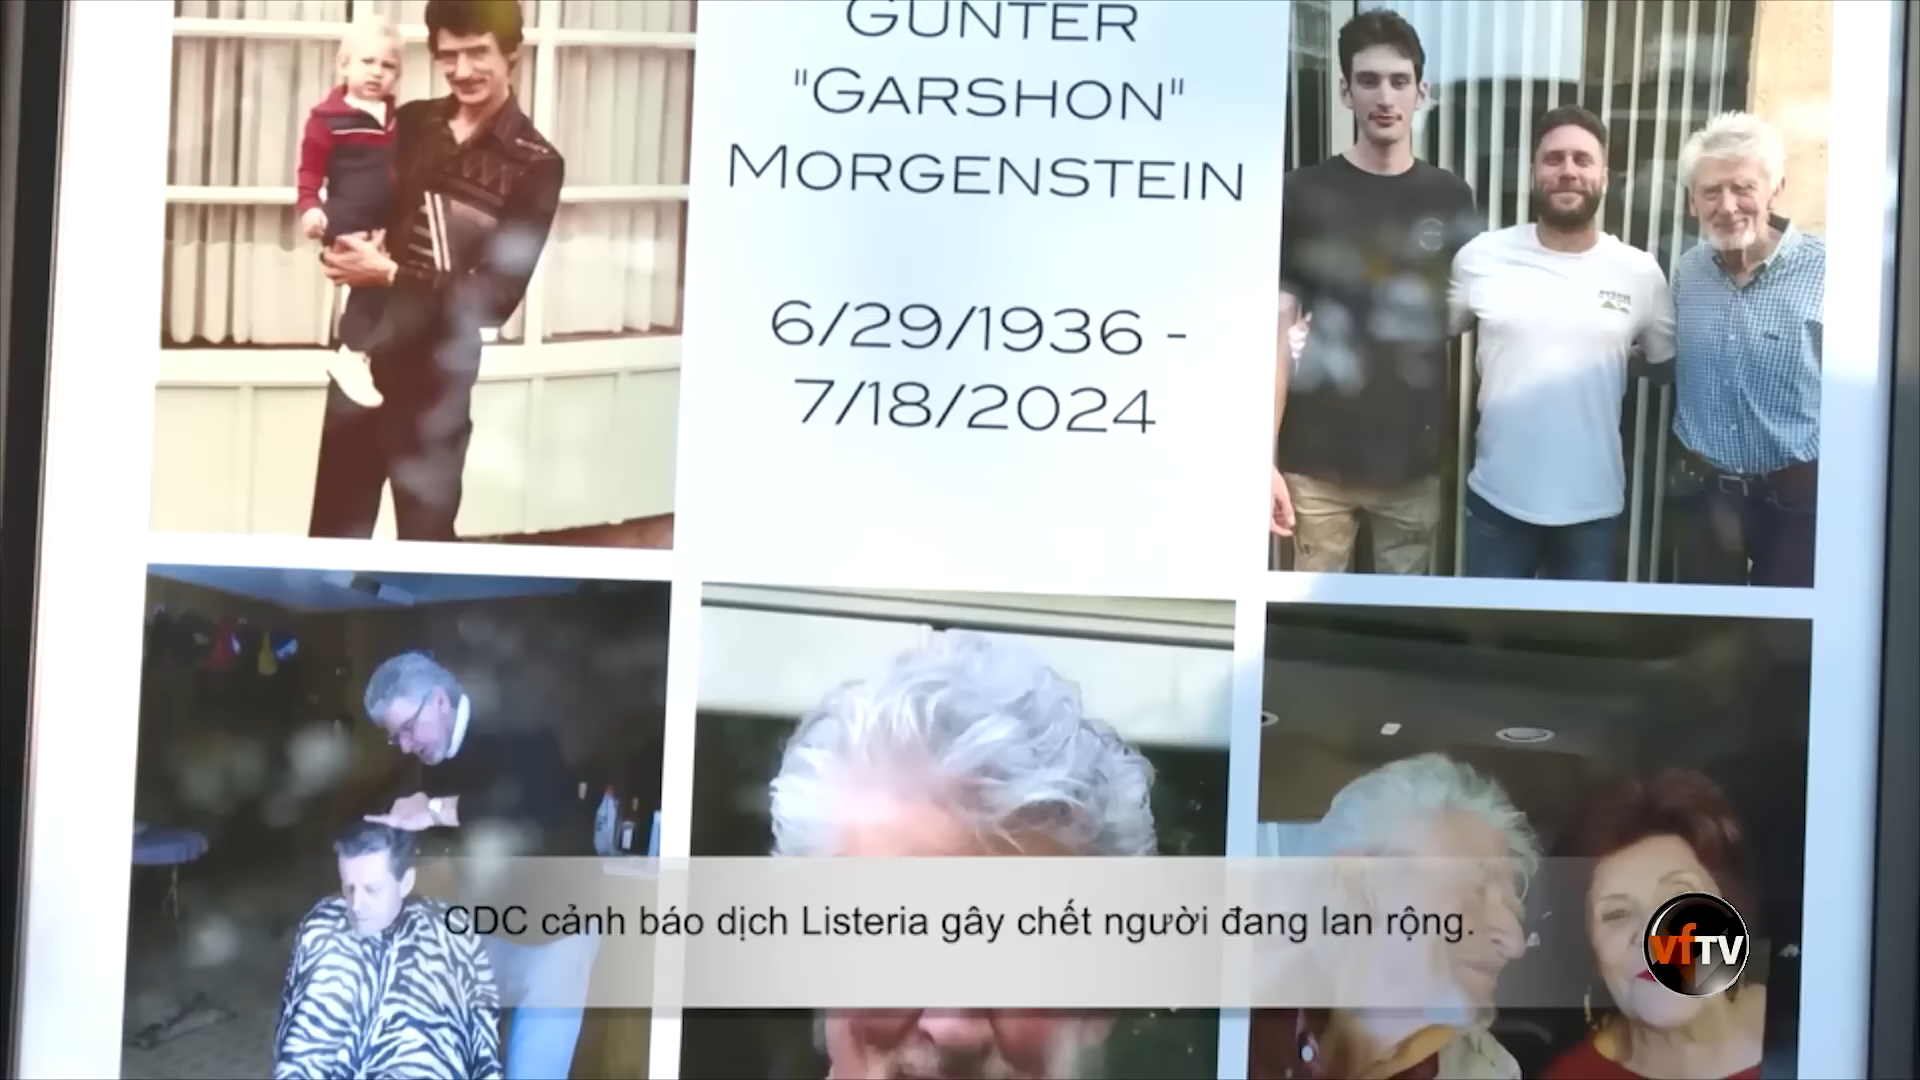 GUNTER
"GARSHON"
MORGENSTEIN
6/29/1936 -
7/18/2024
CDC cảnh báo dịch Listeria gây chết người đang lan rộng.
vfTV